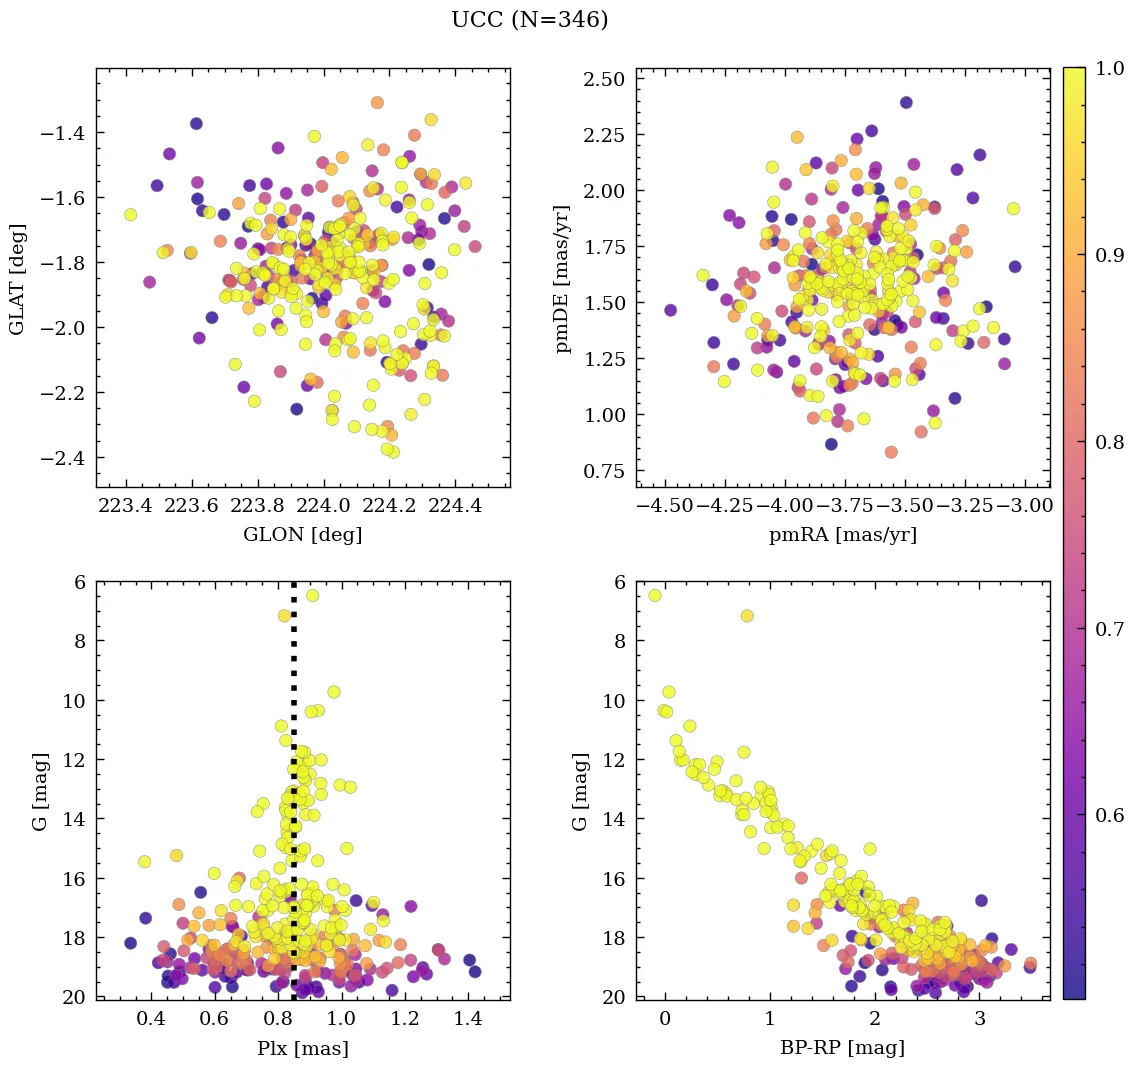 UCC (N=346)
−1.4
−1.6
−1.8
−2.0
−2.2
−2.4
GLAT [deg]
223.4 223.6 223.8 224.0 224.2 224.4
GLON [deg]
2.50
2.25
2.00
1.75
1.50
1.25
1.00
0.75
pmDE [mas/yr]
−4.50 −4.25 −4.00 −3.75 −3.50 −3.25 −3.00
pmRA [mas/yr]
1.0
0.9
0.8
0.7
0.6
6
8
10
12
14
16
18
20
G [mag]
0.4 0.6 0.8 1.0 1.2 1.4
Plx [mas]
6
8
10
12
14
16
18
20
G [mag]
0 1 2 3
BP-RP [mag]